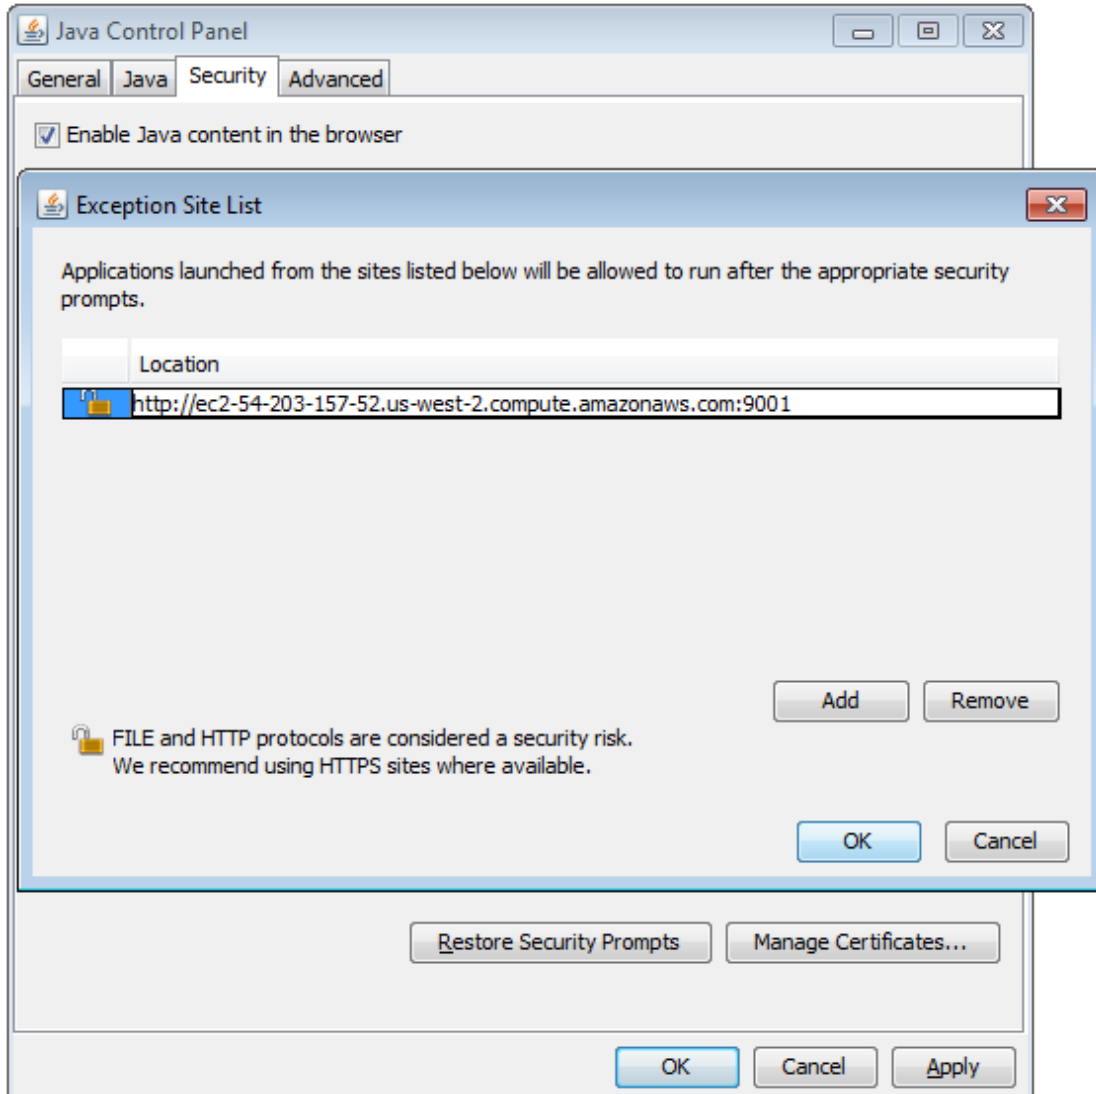 Java Control Panel
General Java Security Advanced
Enable Java content in the browser
Exception Site List
Applications launched from the sites listed below will be allowed to run after the appropriate security
prompts.
Location
http://ec2-54-203-157-52.us-west-2.compute.amazonaws.com:9001
Add Remove
FILE and HTTP protocols are considered a security risk.
We recommend using HTTPS sites where available.
OK Cancel
Restore Security Prompts Manage Certificates...
OK Cancel Apply